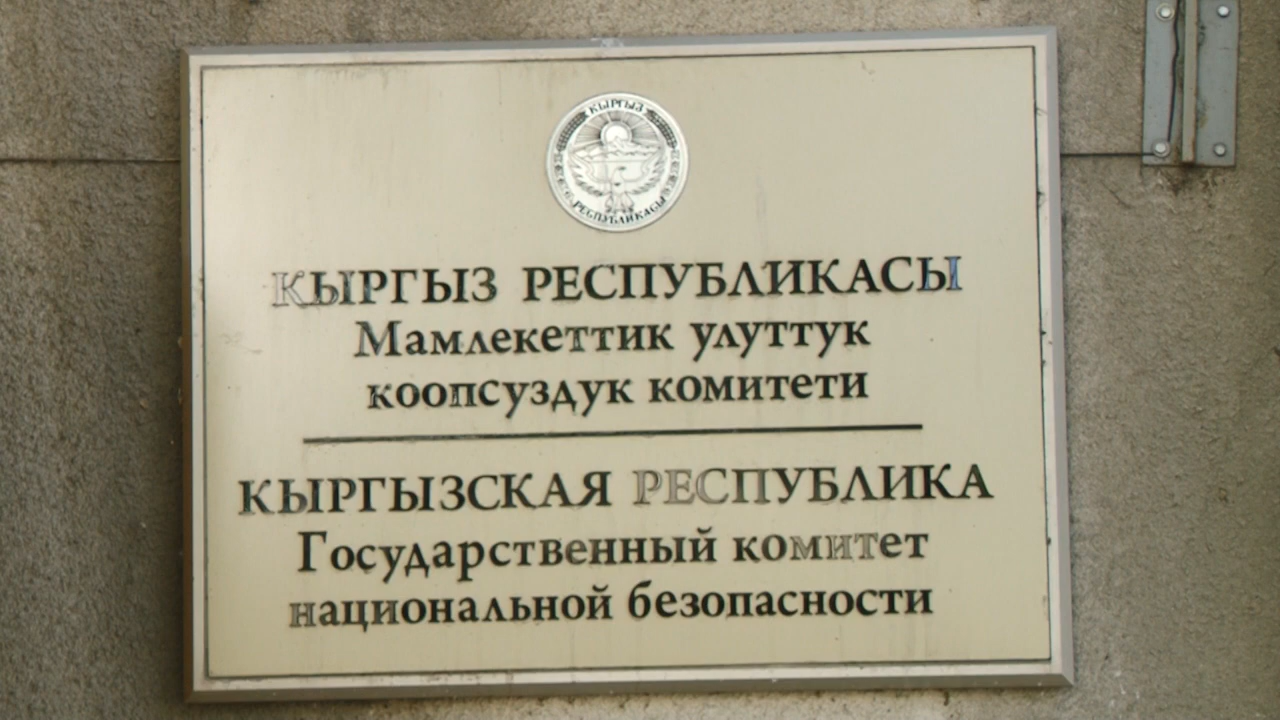 КЫРГЫЗ
РЕСПУБЛИКАСЫ
КЫРГЫЗ РЕСПУБЛИКАСЫ
Мамлекеттик улуттук
коопсуздук комитети
КЫРГЫЗСКАЯ РЕСПУБЛИКА
Государственный комитет
национальной безопасности